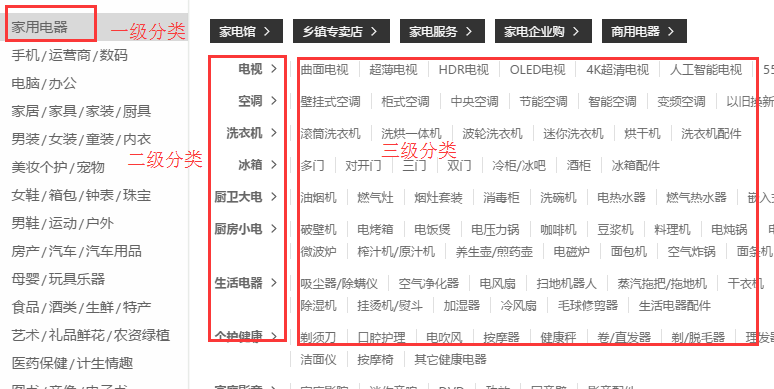 家用电器
一级分类
手机/运营商/数码
电脑/办公
家居/家具/家装/厨具
男装/女装/童装/内衣
美妆个护/宠物
女鞋/箱包/钟表/珠宝
男鞋/运动/户外
房产/汽车/汽车用品
母婴/玩具乐器
食品/酒类/生鲜/特产
艺术/礼品鲜花/农资绿植
医药保健/计生情趣
二级分类
家电馆 > 乡镇专卖店 > 家电服务 > 家电企业购 > 商用电器 >
电视 > 曲面电视 超薄电视 HDR电视 OLED电视 4K超清电视 人工智能电视 55
空调 > 壁挂式空调 柜式空调 中央空调 节能空调 智能空调 变频空调 以旧换新
洗衣机 > 滚筒洗衣机 洗烘一体机 波轮洗衣机 迷你洗衣机 烘干机 洗衣机配件
三级分类
冰箱 > 多门 对开门 三门 双门 冷柜/冰吧 酒柜 冰箱配件
厨卫大电 > 油烟机 燃气灶 烟灶套装 消毒柜 洗碗机 电热水器 燃气热水器 嵌入式
厨房小电 > 破壁机 电烤箱 电饭煲 电压力锅 咖啡机 豆浆机 料理机 电炖锅
微波炉 榨汁机/原汁机 养生壶/煎药壶 电磁炉 面包机 空气炸锅 面条机
生活电器 > 吸尘器/除螨仪 空气净化器 电风扇 扫地机器人 蒸汽拖把/拖地机 干衣机
除湿机 挂烫机/熨斗 加湿器 冷风扇 毛球修剪器 生活电器配件
个护健康 > 剃须刀 口腔护理 电吹风 按摩器 健康秤 卷/直发器 剃/脱毛器 理发器
洁面仪 按摩椅 其它健康电器